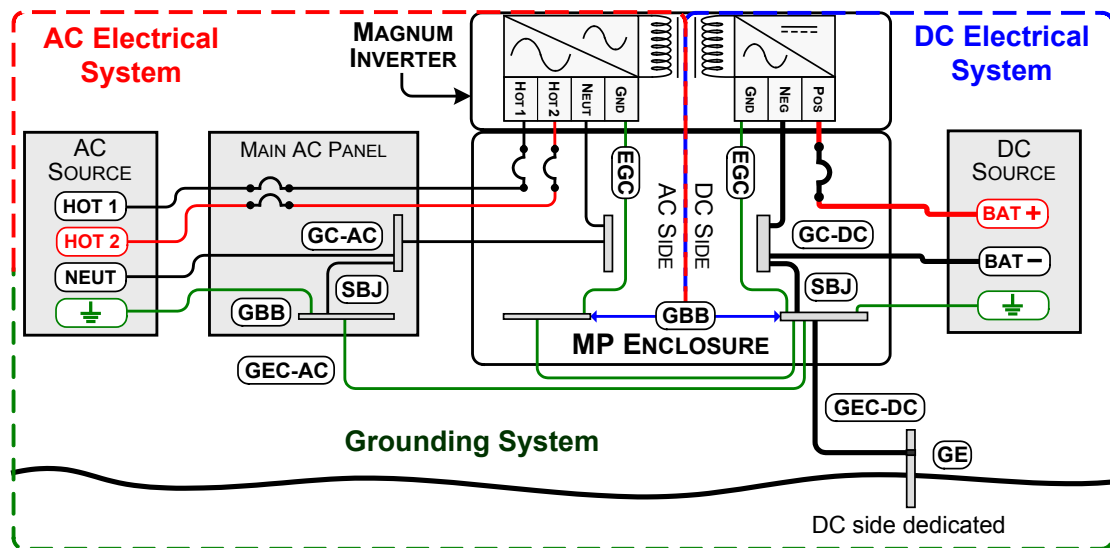 AC Electrical
System
MAGNUM
INVERTER
DC Electrical
System
HOT 1
HOT 2
NEUT
GND
GND
NEG
POS
AC
SOURCE
HOT 1
HOT 2
NEUT
MAIN AC PANEL
GC-AC
SBJ
GBB
GEC-AC
EGC
AC SIDE
DC SIDE
EGC
GBB
MP ENCLOSURE
GC-DC
SBJ
DC
SOURCE
BAT +
BAT –
GEC-DC
GE
Grounding System
DC side dedicated